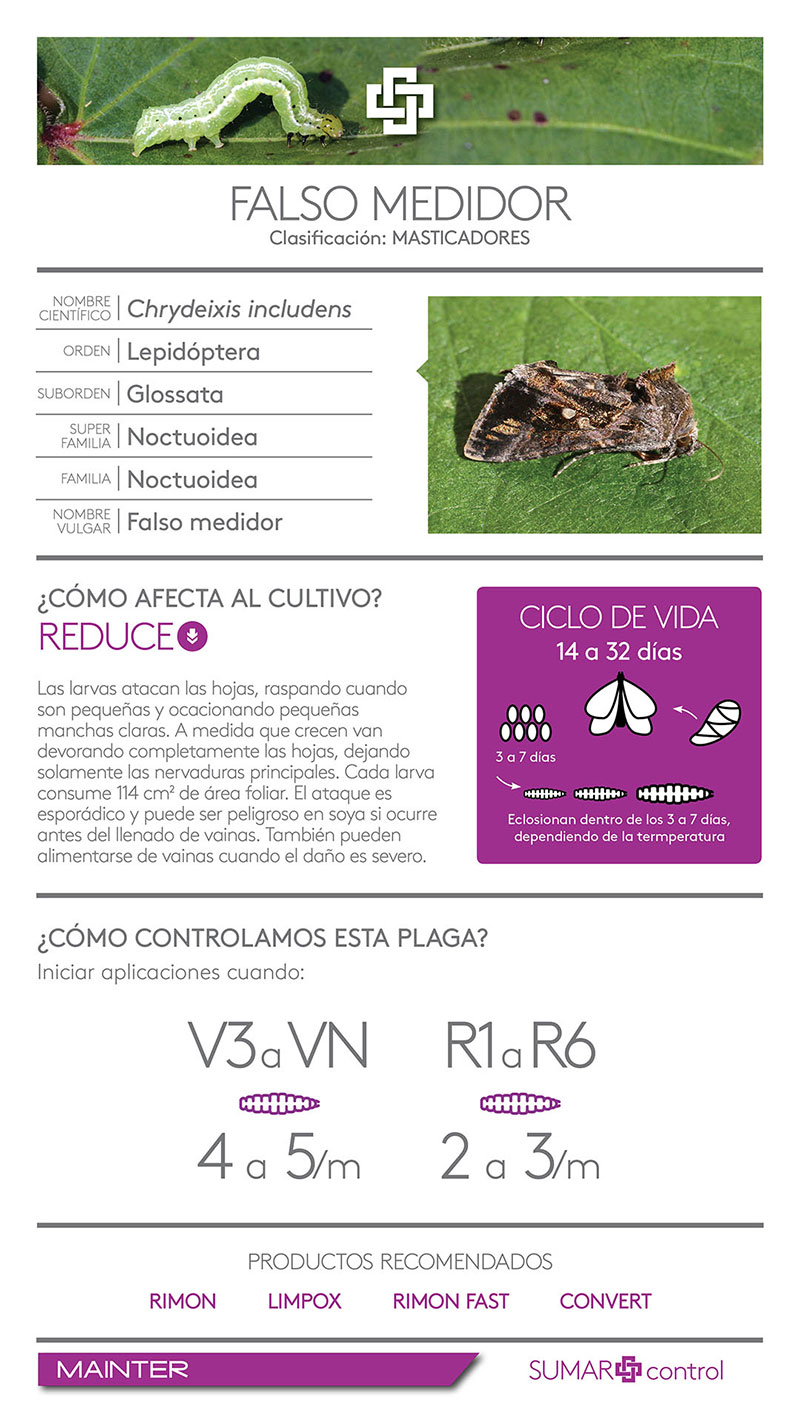 FALSO MEDIDOR
Clasificación: MASTICADORES
NOMBRE CIENTÍFICO | Chrydeixis includens
ORDEN | Lepidóptera
SUBORDEN | Glossata
SUPER FAMILIA | Noctuoidea
FAMILIA | Noctuoidea
NOMBRE VULGAR | Falso medidor
¿CÓMO AFECTA AL CULTIVO?
REDUCE
Las larvas atacan las hojas, raspando cuando
son pequeñas y ocacionando pequeñas
manchas claras. A medida que crecen van
devorando completamente las hojas, dejando
solamente las nervaduras principales. Cada larva
consume 114 cm² de área foliar. El ataque es
esporádico y puede ser peligroso en soya si ocurre
antes del llenado de vainas. También pueden
alimentarse de vainas cuando el daño es severo.
CICLO DE VIDA
14 a 32 días
3 a 7 días
Eclosionan dentro de los 3 a 7 días,
dependiendo de la termperatura
¿CÓMO CONTROLAMOS ESTA PLAGA?
Iniciar aplicaciones cuando:
V3 a VN
4 a 5/m
R1 a R6
2 a 3/m
PRODUCTOS RECOMENDADOS
RIMON LIMPOX RIMON FAST CONVERT
MAINTER
SUMAR control